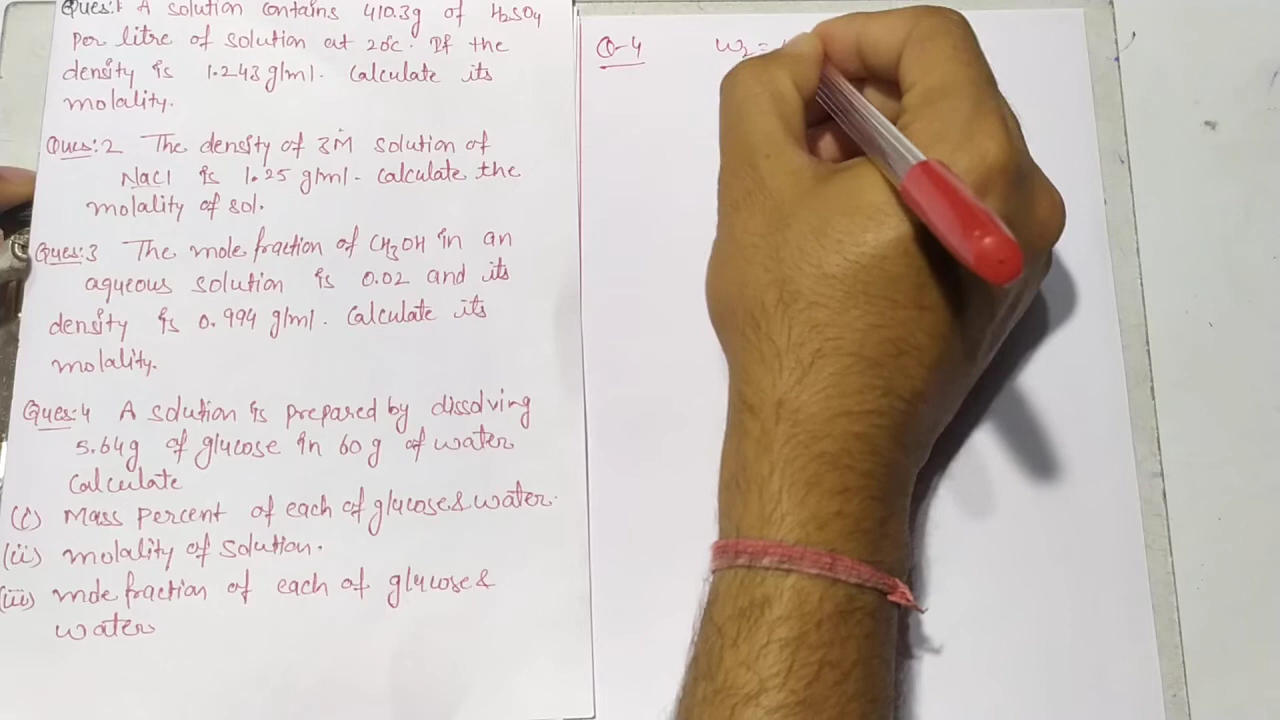 Ques:1 A solution contains 410.3g of H2SO4
per litre of solution at 20°c. If the
density is 1.243 g/ml. Calculate its
molality.
Ques:2 The density of 3M solution of
NaCl is 1.25 g/ml. calculate the
molality of sol.
Ques:3 The mole fraction of CH3OH in an
aqueous solution is 0.02 and its
density is 0.994 g/ml. Calculate its
molality.
Ques:4 A solution is prepared by dissolving
5.64g of glucose in 60 g of water
Calculate
(i) Mass percent of each of glucose & water.
(ii) molality of solution.
(iii) mole fraction of each of glucose &
water
Q-4 w2 =